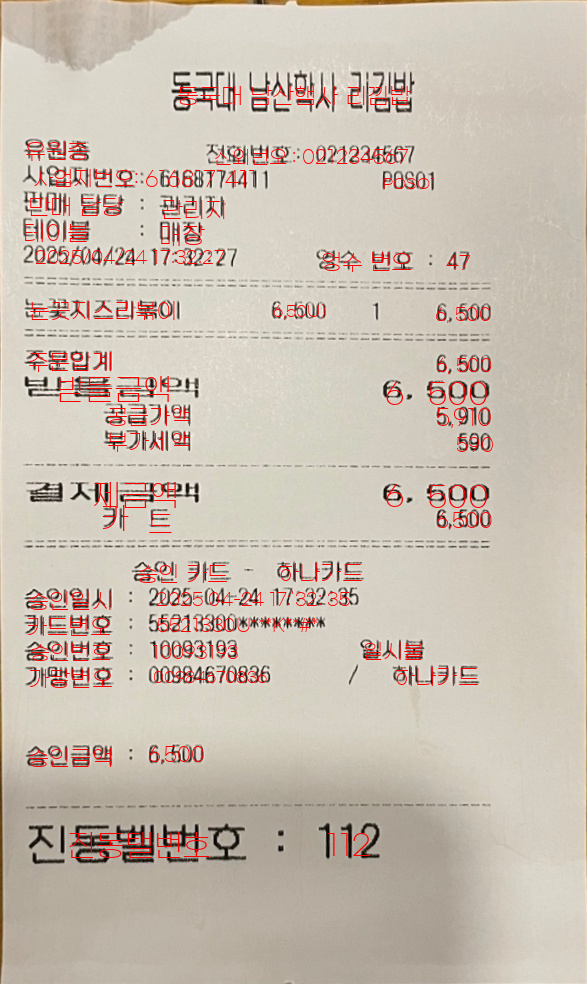 동국대 남산학사 리김밥
유원종 전화번호: 021234567
사업자번호: 6168177411 POS01
판매 담당 : 관리자
테이블 : 매장
2025/04/24 17:32:27 영수 번호 : 47
눈꽃치즈리볶이 6,500 1 6,500
주문합계 6,500
받을금액 6,500
공급가액 5,910
부가세액 590
결제금액 6,500
카 드 6,500
승인 카드 - 하나카드
승인일시 : 2025-04-24 17:32:35
카드번호 : 55213300********
승인번호 : 10093193 일시불
가맹번호 : 00984670836 / 하나카드
승인금액 : 6,500
진동벨번호 : 112